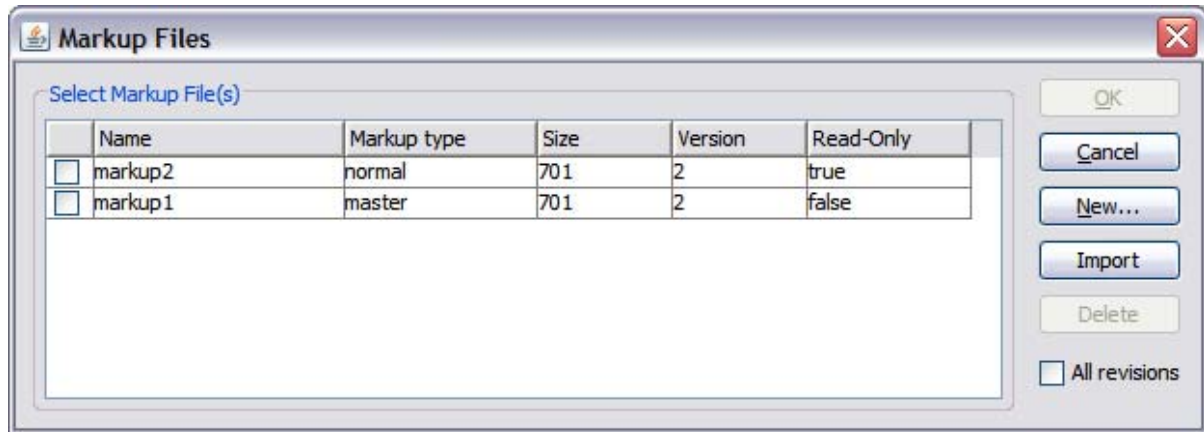 Markup Files
Select Markup File(s)
Name Markup type Size Version Read-Only
markup2 normal 701 2 true
markup1 master 701 2 false
OK
Cancel
New...
Import
Delete
All revisions